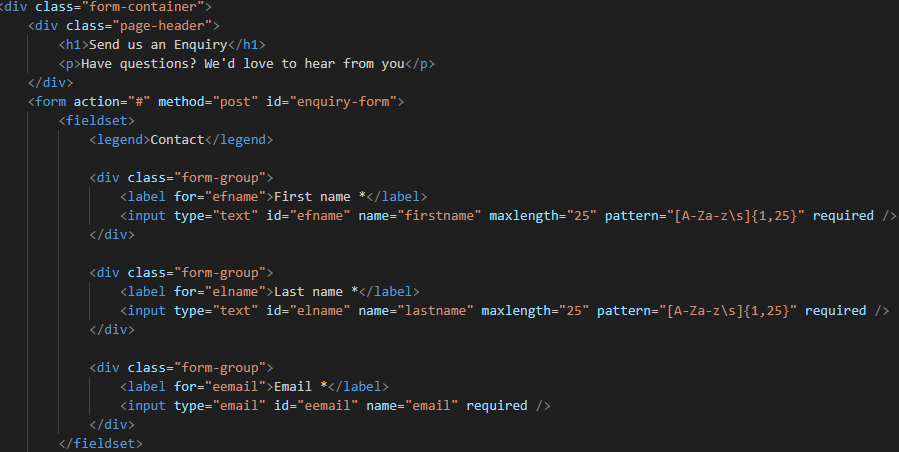 <div class="form-container">
    <div class="page-header">
        <h1>Send us an Enquiry</h1>
        <p>Have questions? We'd love to hear from you</p>
    </div>
    <form action="#" method="post" id="enquiry-form">
        <fieldset>
            <legend>Contact</legend>

            <div class="form-group">
                <label for="efname">First name *</label>
                <input type="text" id="efname" name="firstname" maxlength="25" pattern="[A-Za-z\s]{1,25}" required />
            </div>

            <div class="form-group">
                <label for="elname">Last name *</label>
                <input type="text" id="elname" name="lastname" maxlength="25" pattern="[A-Za-z\s]{1,25}" required />
            </div>

            <div class="form-group">
                <label for="eemail">Email *</label>
                <input type="email" id="eemail" name="email" required />
            </div>
        </fieldset>